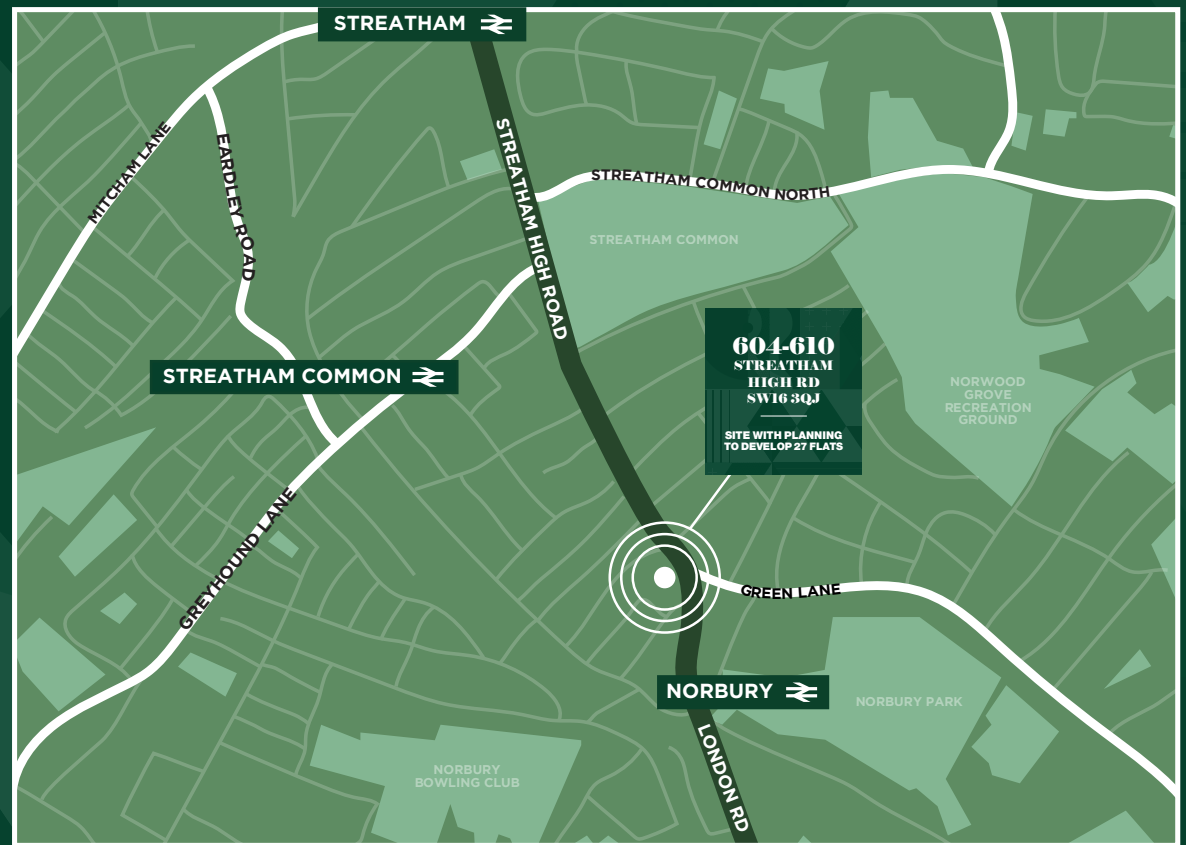 STREATHAM
MITCHAM LANE
EARDLEY ROAD
STREATHAM HIGH ROAD
STREATHAM COMMON NORTH
STREATHAM COMMON
604-610
STREATHAM
HIGH RD
SW16 3QJ
SITE WITH PLANNING
TO DEVELOP 27 FLATS
STREATHAM COMMON
NORWOOD
GROVE
RECREATION
GROUND
GREYHOUND LANE
GREEN LANE
NORBURY
NORBURY PARK
LONDON RD
NORBURY
BOWLING CLUB